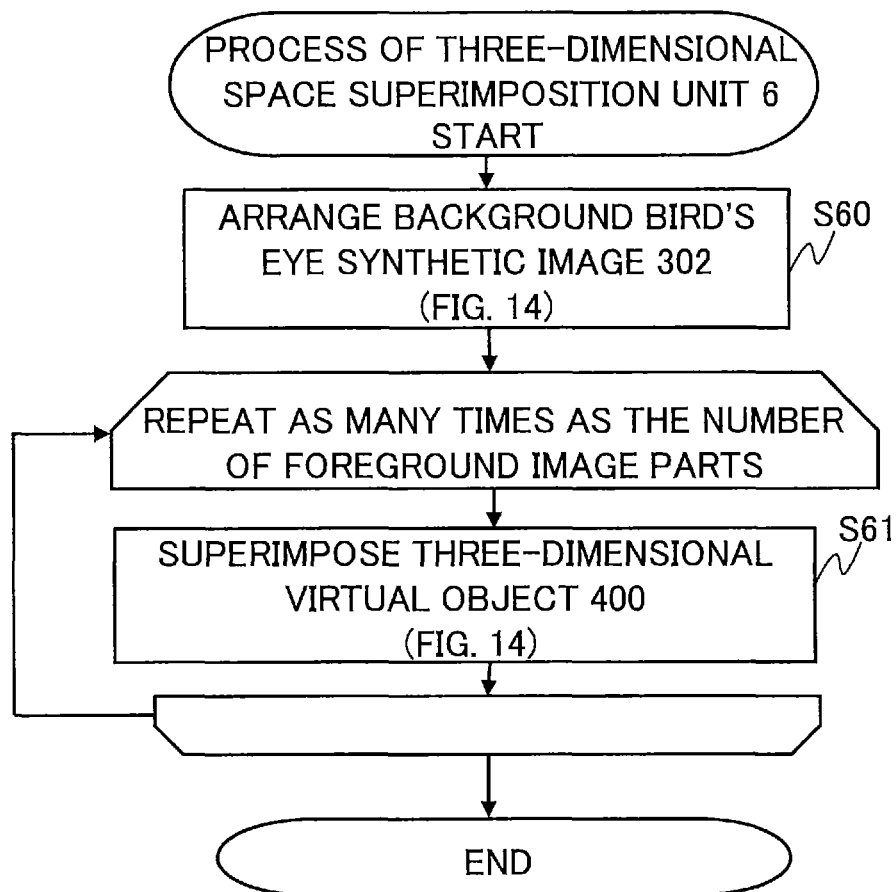 PROCESS OF THREE-DIMENSIONAL
SPACE SUPERIMPOSITION UNIT 6
START
ARRANGE BACKGROUND BIRD'S
EYE SYNTHETIC IMAGE 302
(FIG. 14)
S60
REPEAT AS MANY TIMES AS THE NUMBER
OF FOREGROUND IMAGE PARTS
SUPERIMPOSE THREE-DIMENSIONAL
VIRTUAL OBJECT 400
(FIG. 14)
S61
END